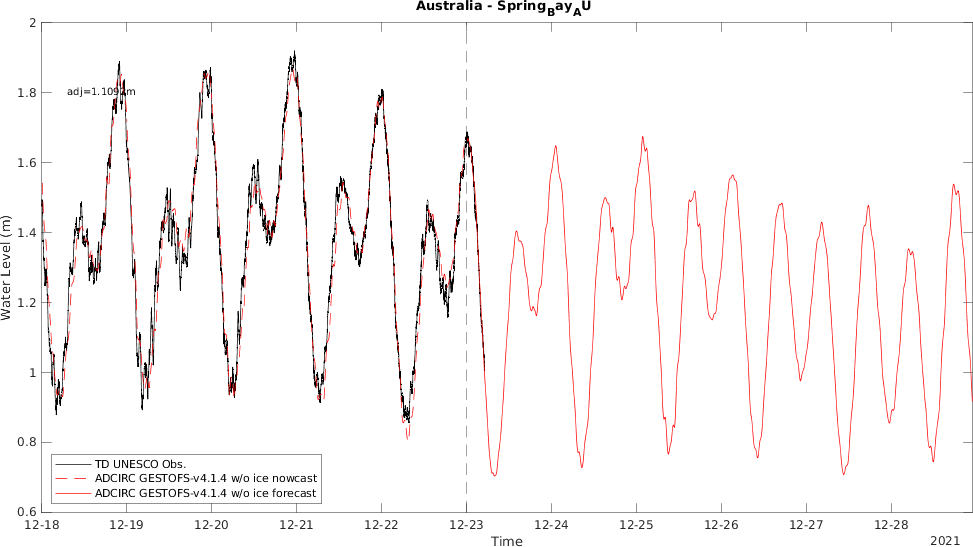 Australia - Spring_Bay_AU
2
1.8
1.6
1.4
1.2
1
0.8
0.6
adj=1.1092m
Water Level (m)
TD UNESCO Obs.
ADCIRC GESTOFS-v4.1.4 w/o ice nowcast
ADCIRC GESTOFS-v4.1.4 w/o ice forecast
12-18 12-19 12-20 12-21 12-22 12-23 12-24 12-25 12-26 12-27 12-28
Time
2021